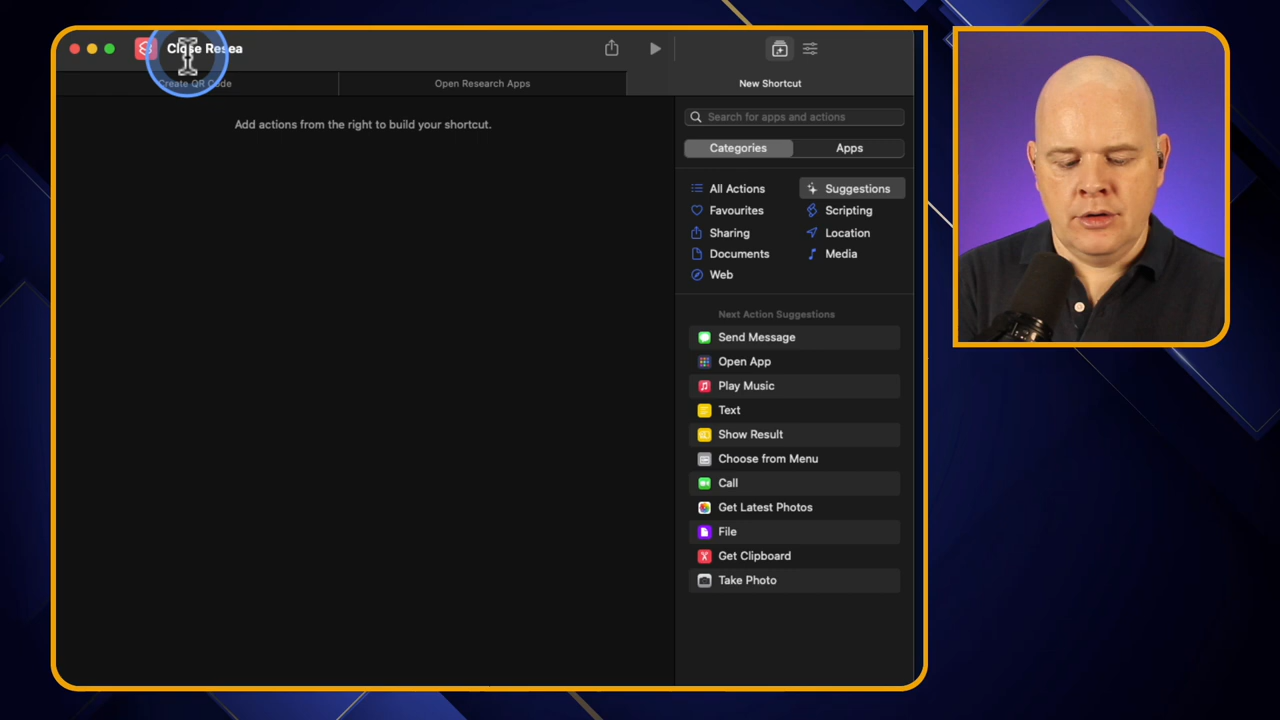 Close Resea
Create QR Code
Open Research Apps
New Shortcut
Add actions from the right to build your shortcut.
Search for apps and actions
Categories
Apps
All Actions
Suggestions
Favourites
Scripting
Sharing
Location
Documents
Media
Web
Next Action Suggestions
Send Message
Open App
Play Music
Text
Show Result
Choose from Menu
Call
Get Latest Photos
File
Get Clipboard
Take Photo